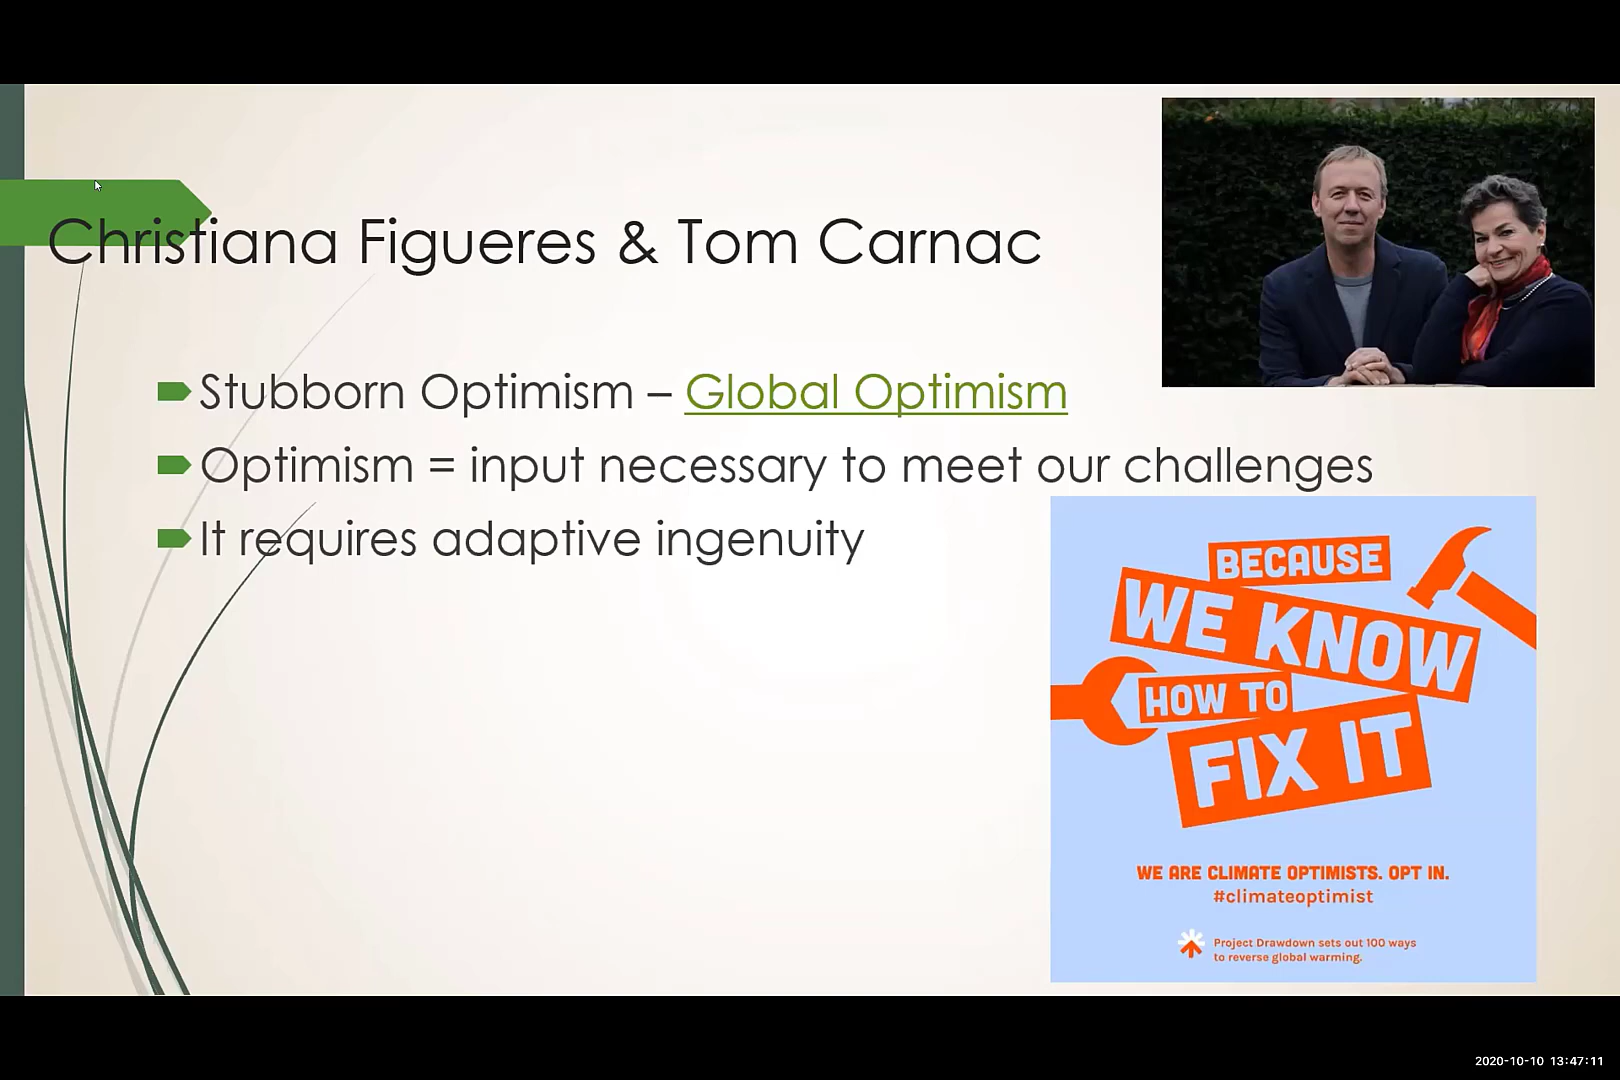 Christiana Figueres & Tom Carnac
Stubborn Optimism – Global Optimism
Optimism = input necessary to meet our challenges
It requires adaptive ingenuity
BECAUSE
WE KNOW
HOW TO
FIX IT
WE ARE CLIMATE OPTIMISTS. OPT IN.
#climateoptimist
Project Drawdown sets out 100 ways
to reverse global warming.
2020-10-10 13:47:11